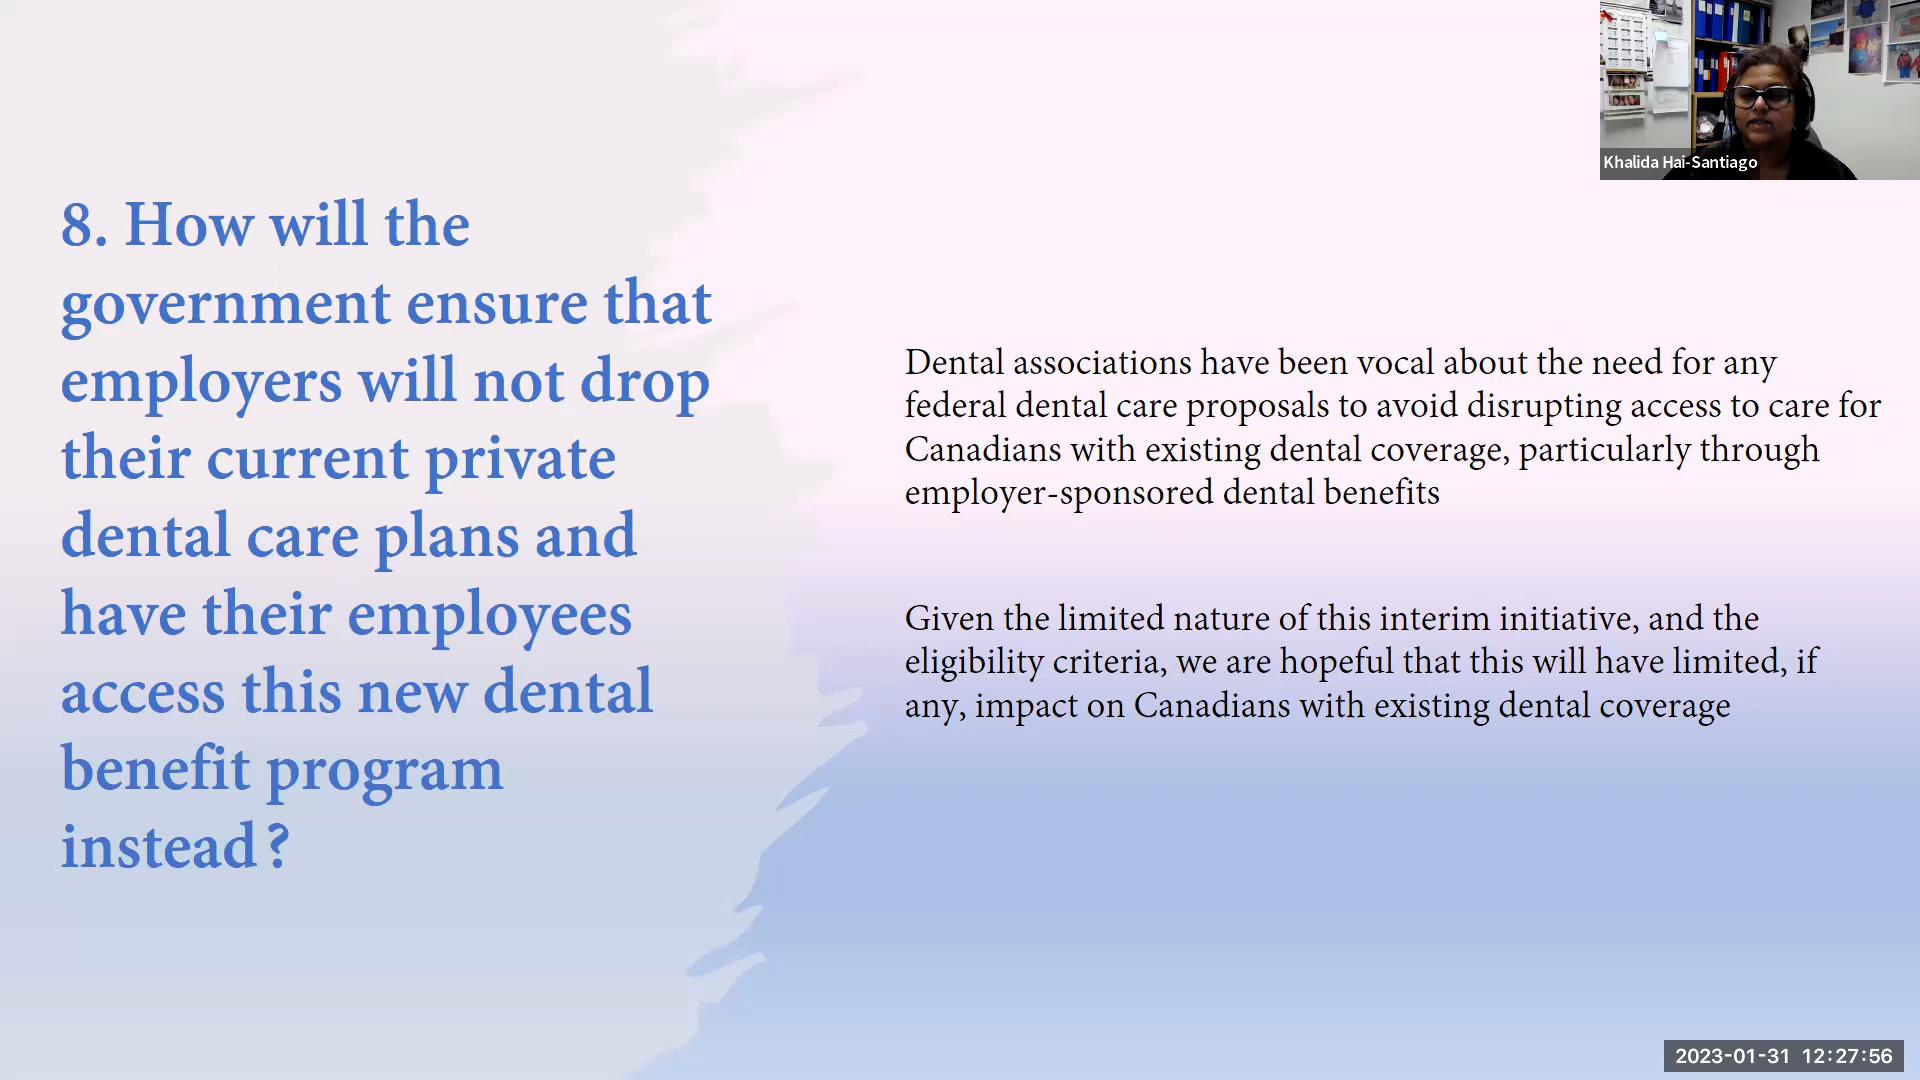 Khalida Hai-Santiago
8. How will the
government ensure that
employers will not drop
their current private
dental care plans and
have their employees
access this new dental
benefit program
instead?
Dental associations have been vocal about the need for any
federal dental care proposals to avoid disrupting access to care for
Canadians with existing dental coverage, particularly through
employer-sponsored dental benefits
Given the limited nature of this interim initiative, and the
eligibility criteria, we are hopeful that this will have limited, if
any, impact on Canadians with existing dental coverage
2023-01-31 12:27:56